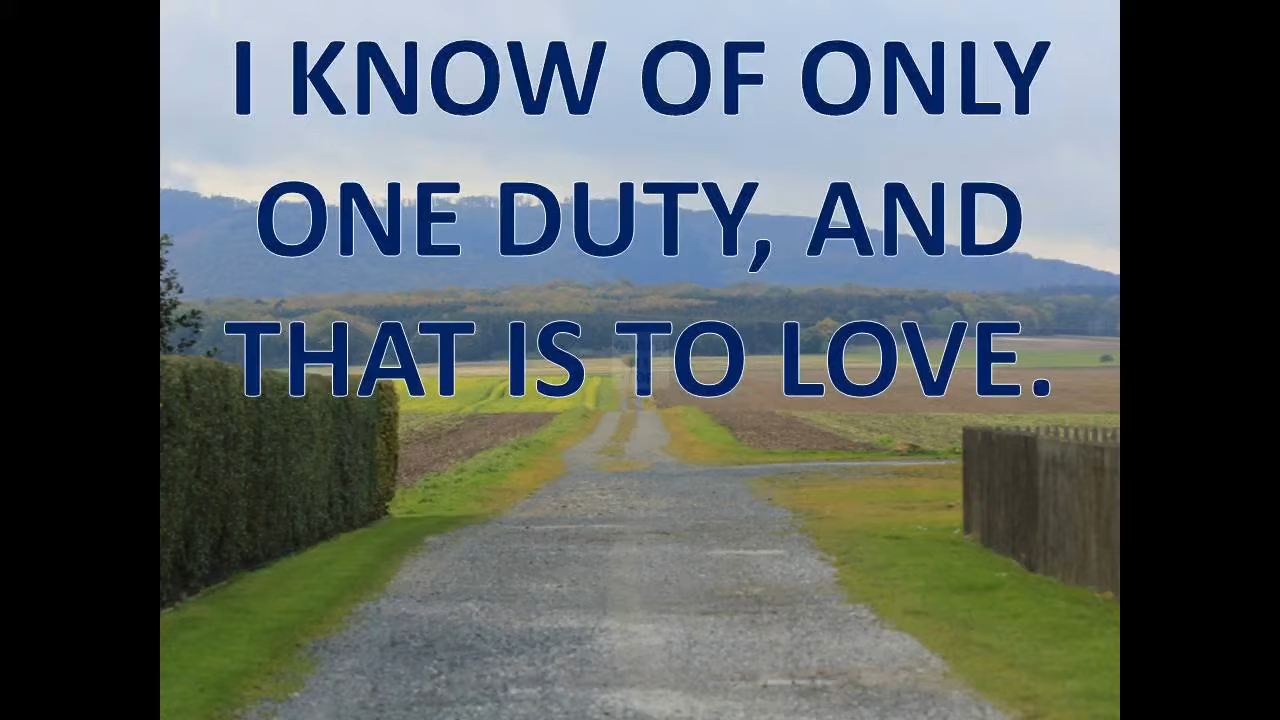 I KNOW OF ONLY
ONE DUTY, AND
THAT IS TO LOVE.